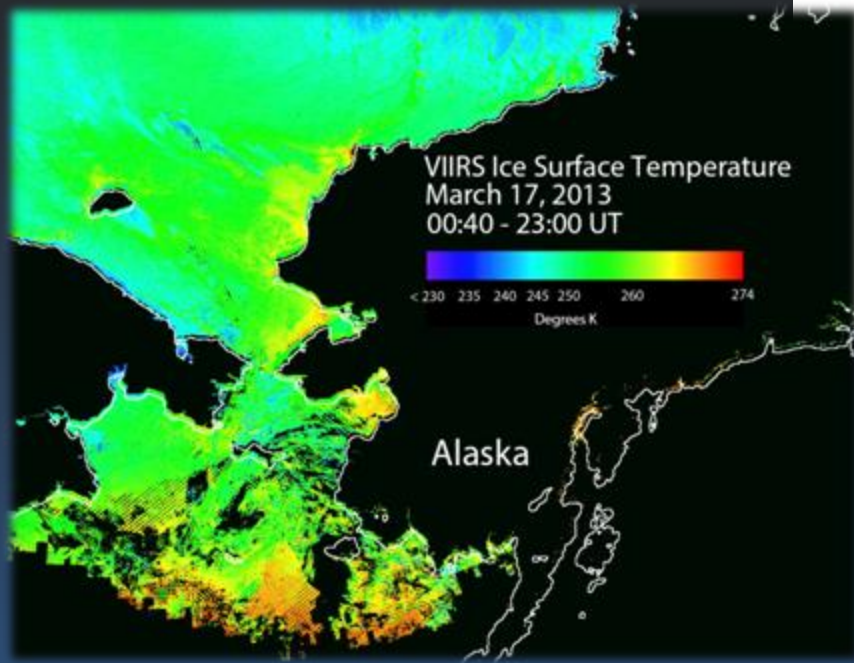 VIIRS Ice Surface Temperature
March 17, 2013
00:40 - 23:00 UT
< 230 235 240 245 250 260 274
Degrees K
Alaska